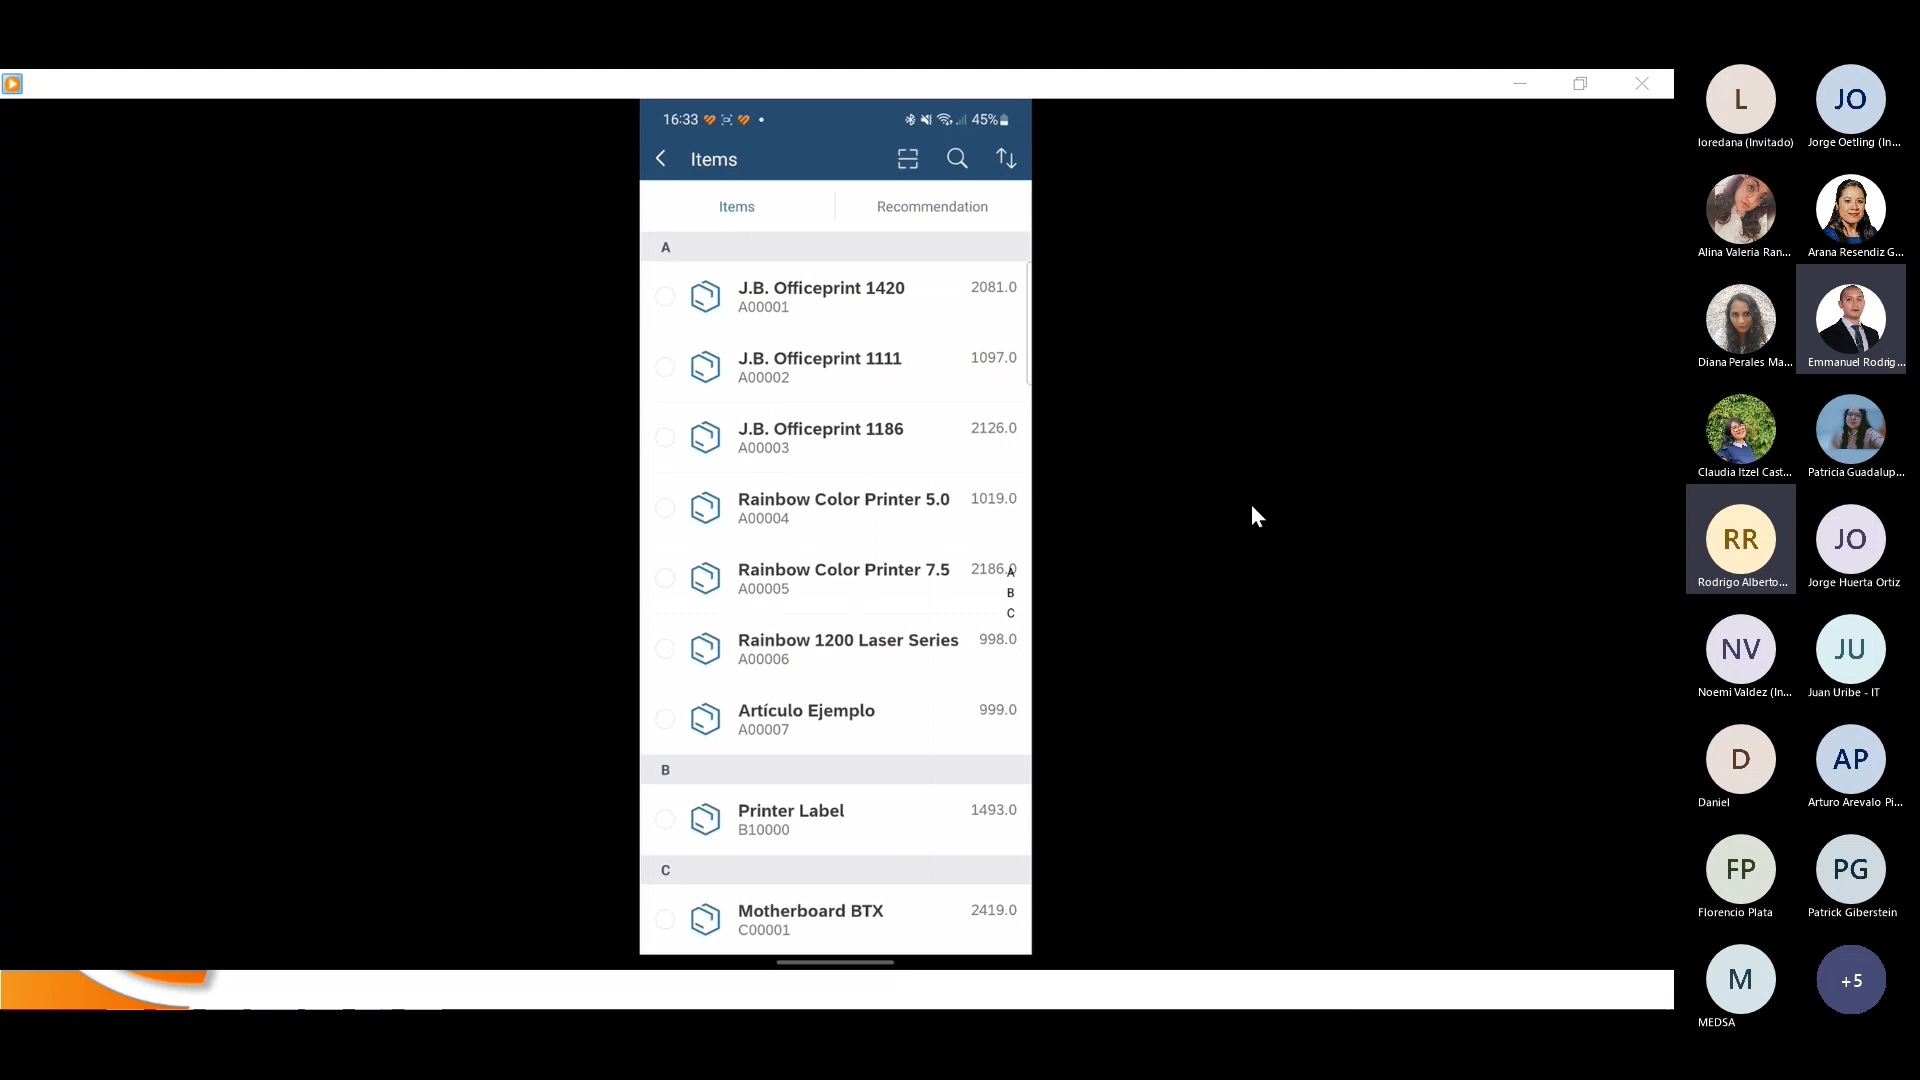 16:33
45%
Items
Items Recommendation
A
J.B. Officeprint 1420 2081.0
A00001
J.B. Officeprint 1111 1097.0
A00002
J.B. Officeprint 1186 2126.0
A00003
Rainbow Color Printer 5.0 1019.0
A00004
Rainbow Color Printer 7.5 2186.0
A00005
Rainbow 1200 Laser Series 998.0
A00006
Artículo Ejemplo 999.0
A00007
A
B
C
B
Printer Label 1493.0
B10000
C
Motherboard BTX 2419.0
C00001
L JO
loredana (Invitado) Jorge Oetling (In...
Alina Valeria Ran... Arana Resendiz G...
Diana Perales Ma... Emmanuel Rodrig...
Claudia Itzel Cast... Patricia Guadalup...
RR JO
Rodrigo Alberto... Jorge Huerta Ortiz
NV JU
Noemi Valdez (In... Juan Uribe - IT
D AP
Daniel Arturo Arevalo Pi...
FP PG
Florencio Plata Patrick Giberstein
M +5
MEDSA